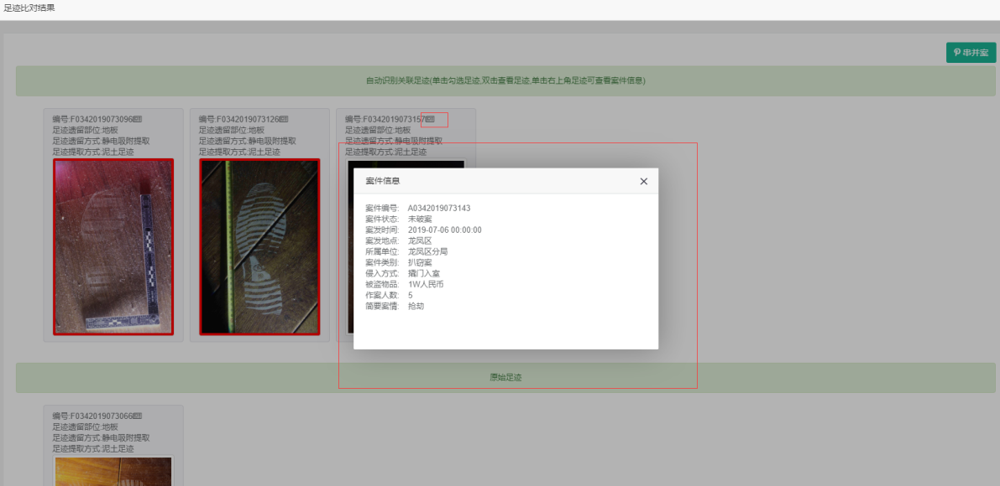 足迹比对结果
串并案
自动识别关联足迹(单击勾选足迹,双击查看足迹,单击右上角足迹可查看案件信息)
编号:F0342019073096
足迹遗留部位:地板
足迹遗留方式:静电吸附提取
足迹提取方式:泥土足迹
编号:F0342019073126
足迹遗留部位:地板
足迹遗留方式:静电吸附提取
足迹提取方式:泥土足迹
编号:F0342019073157
足迹遗留部位:地板
足迹遗留方式:静电吸附提取
足迹提取方式:泥土足迹
案件信息
案件编号: A0342019073143
案件状态: 未破案
案发时间: 2019-07-06 00:00:00
案发地点: 龙凤区
所属单位: 龙凤区分局
案件类别: 扒窃案
侵入方式: 撬门入室
被盗物品: 1W人民币
作案人数: 5
简要案情: 抢劫
原始足迹
编号:F0342019073066
足迹遗留部位:地板
足迹遗留方式:静电吸附提取
足迹提取方式:泥土足迹